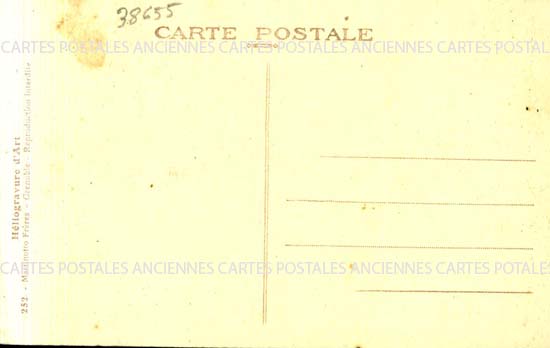 38655
CARTE POSTALE
CARTES POSTALES ANCIENNES CARTES POSTALES ANCIENNES CARTES POSTALES
Héliogravure d'Art
252 - Martinotto Frères - Grenoble - Reproduction Interdite
CARTES POSTALES ANCIENNES CARTES POSTALES ANCIENNES CARTES POTALES